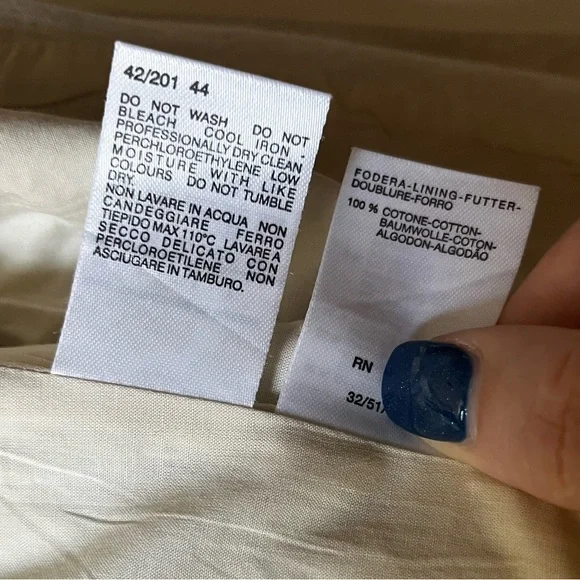 42/201 44
DO NOT WASH DO NOT
BLEACH COOL IRON .
PROFESSIONALLY DRY CLEAN
PERCHLOROETHYLENE LOW
MOISTURE WITH LIKE
COLOURS DO NOT TUMBLE
DRY.
NON LAVARE IN ACQUA NON
CANDEGGIARE FERRO
TIEPIDO MAX 110°C LAVARE A
SECCO DELICATO CON
PERCLOROETILENE NON
ASCIUGARE IN TAMBURO.
FODERA-LINING-FUTTER-
DOUBLURE-FORRO
100 % COTONE-COTTON-
BAUMWOLLE-COTON-
ALGODON-ALGODÃO
RN
32/51